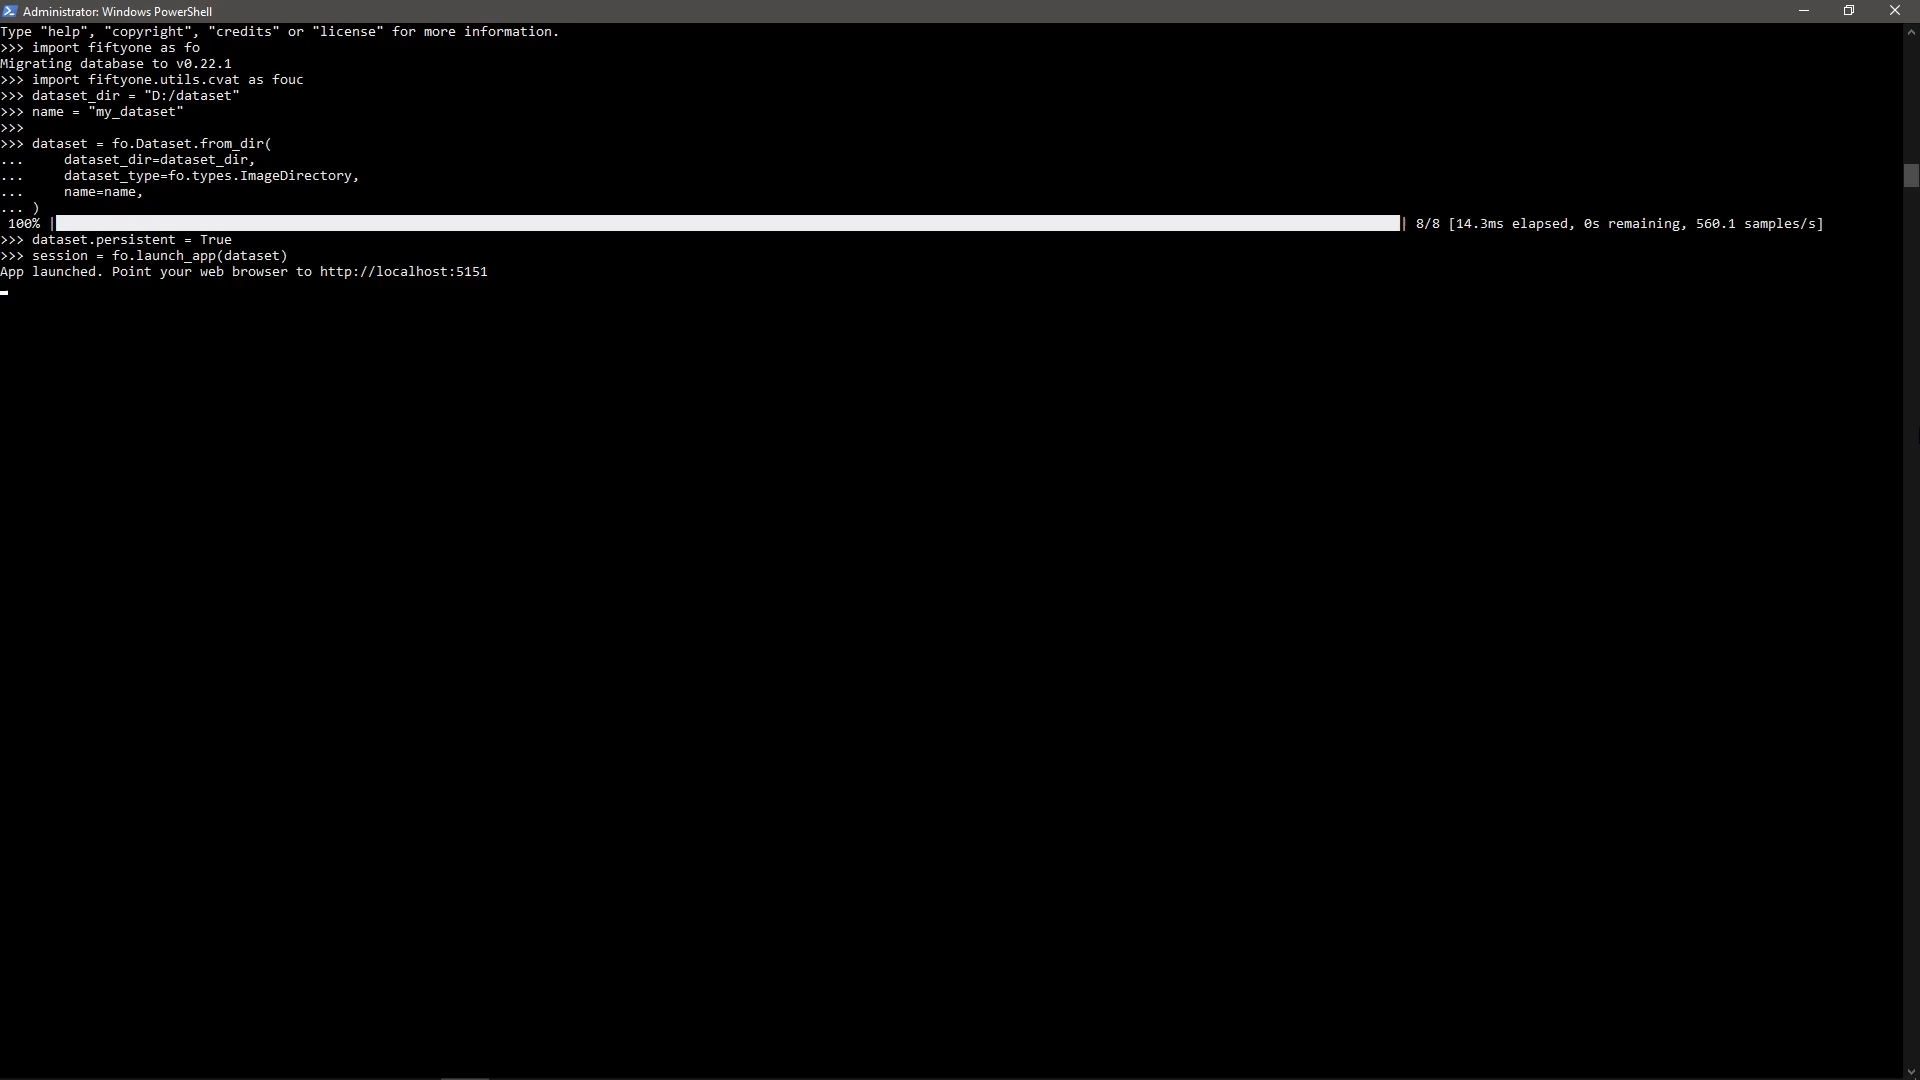 Administrator: Windows PowerShell
Type "help", "copyright", "credits" or "license" for more information.
>>> import fiftyone as fo
Migrating database to v0.22.1
>>> import fiftyone.utils.cvat as fouc
>>> dataset_dir = "D:/dataset"
>>> name = "my_dataset"
>>>
>>> dataset = fo.Dataset.from_dir(
...     dataset_dir=dataset_dir,
...     dataset_type=fo.types.ImageDirectory,
...     name=name,
... )
100% || 8/8 [14.3ms elapsed, 0s remaining, 560.1 samples/s]
>>> dataset.persistent = True
>>> session = fo.launch_app(dataset)
App launched. Point your web browser to http://localhost:5151